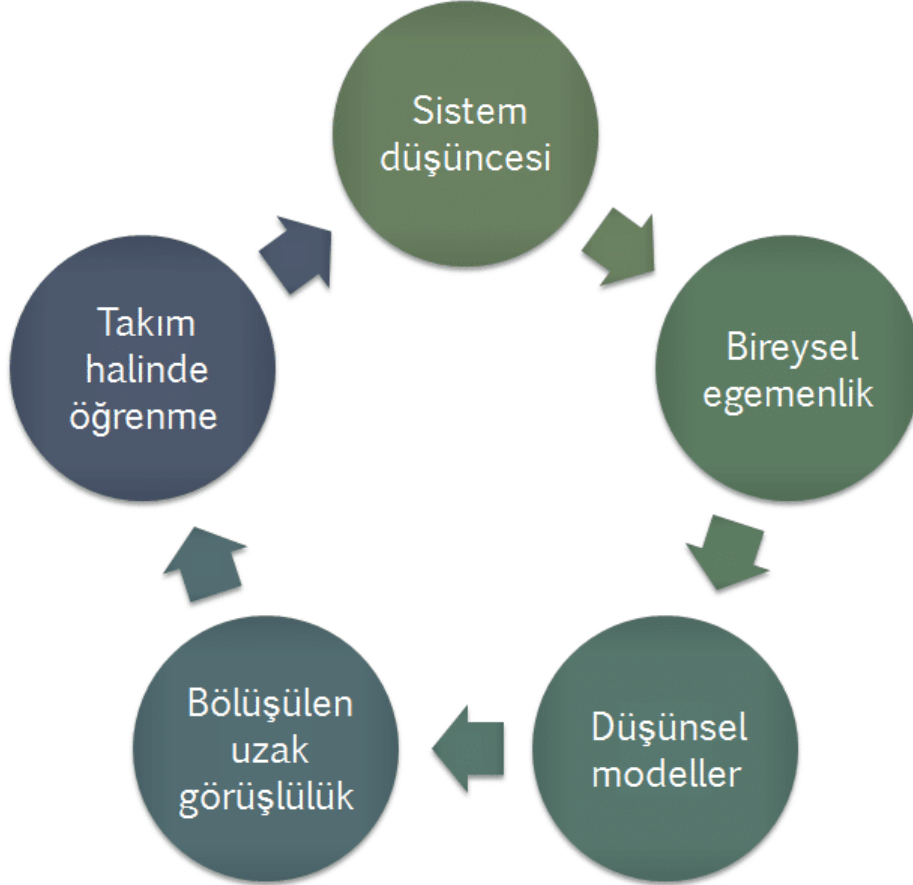 Sistem
düşüncesi
Bireysel
egemenlik
Düşünsel
modeller
Bölüşülen
uzak
görüşlülük
Takım
halinde
öğrenme